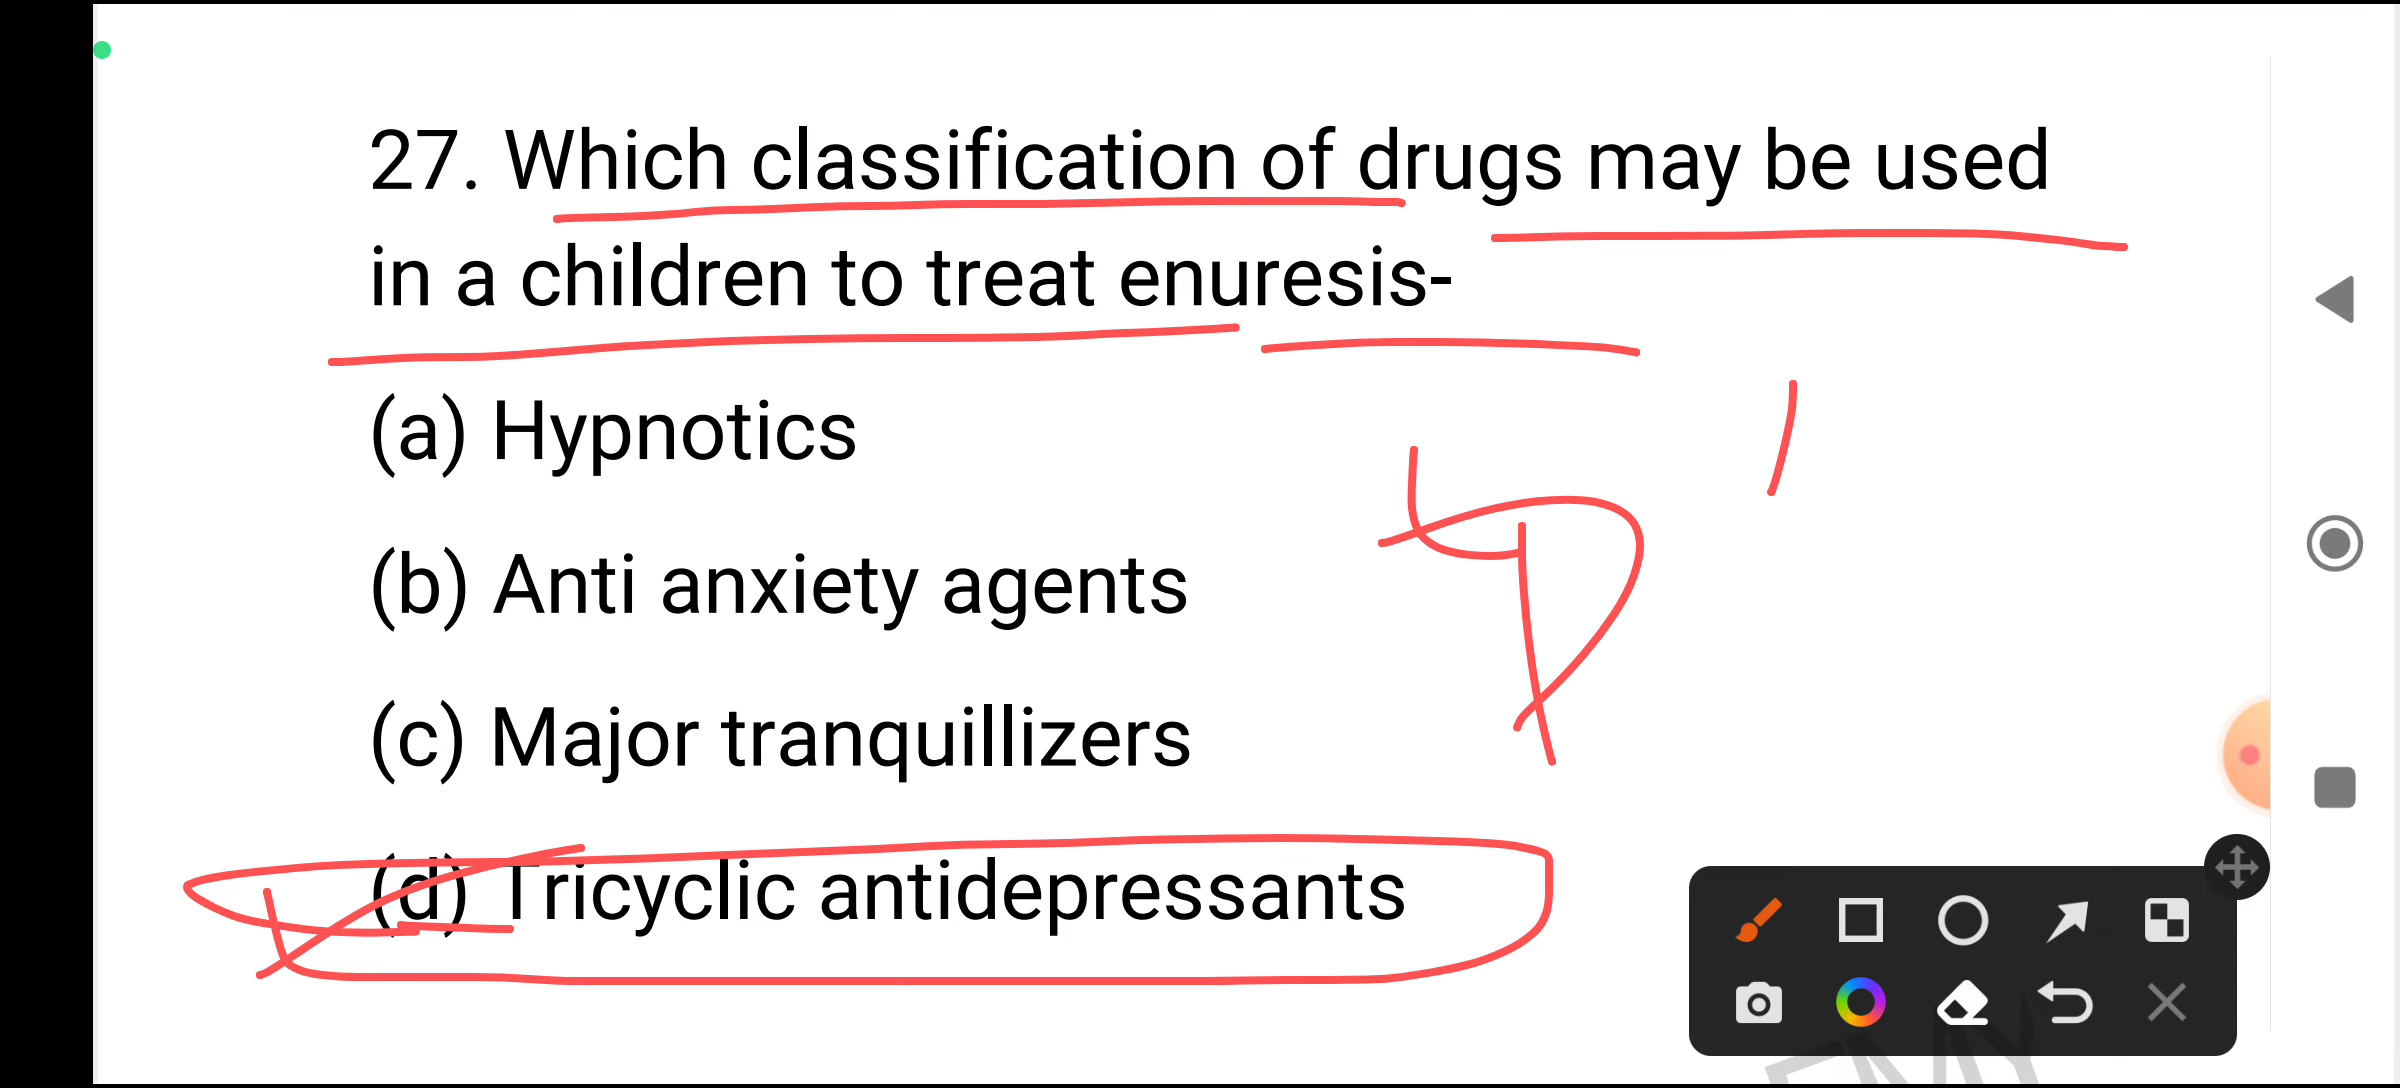 27. Which classification of drugs may be used
in a children to treat enuresis-
(a) Hypnotics
(b) Anti anxiety agents
(c) Major tranquillizers
(d) Tricyclic antidepressants